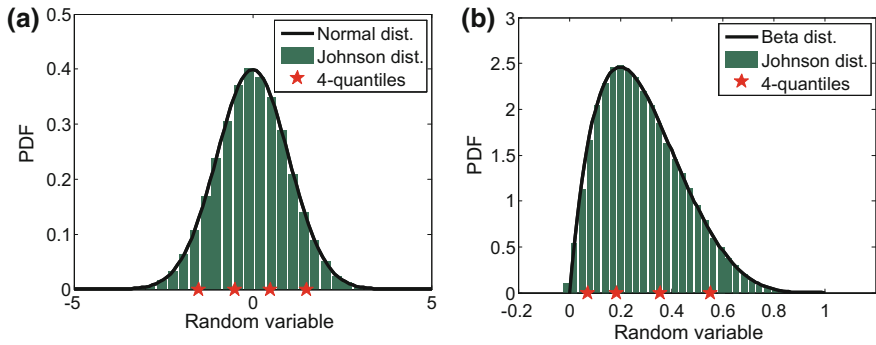 (a)
0.5
0.4
0.3
0.2
0.1
0
PDF
Normal dist.
Johnson dist.
4-quantiles
-5
0
5
Random variable
(b)
3
2.5
2
1.5
1
0.5
0
PDF
Beta dist.
Johnson dist.
4-quantiles
-0.2
0
0.2
0.4
0.6
0.8
1
Random variable